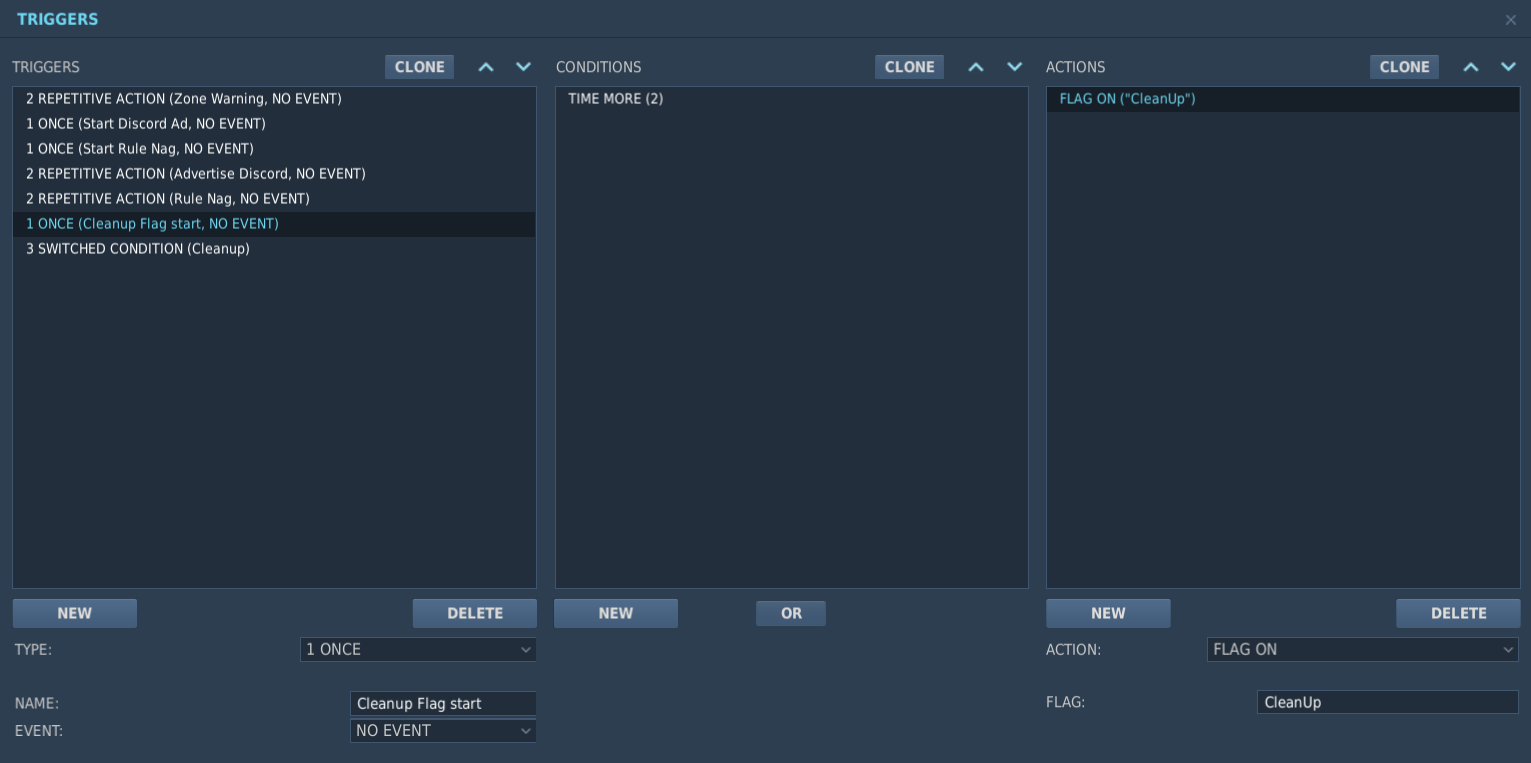 TRIGGERS
TRIGGERS CLONE CONDITIONS CLONE ACTIONS CLONE
2 REPETITIVE ACTION (Zone Warning, NO EVENT) TIME MORE (2) FLAG ON ("CleanUp")
1 ONCE (Start Discord Ad, NO EVENT)
1 ONCE (Start Rule Nag, NO EVENT)
2 REPETITIVE ACTION (Advertise Discord, NO EVENT)
2 REPETITIVE ACTION (Rule Nag, NO EVENT)
1 ONCE (Cleanup Flag start, NO EVENT)
3 SWITCHED CONDITION (Cleanup)
NEW DELETE NEW OR NEW DELETE
TYPE: 1 ONCE ACTION: FLAG ON
NAME: Cleanup Flag start FLAG: CleanUp
EVENT: NO EVENT